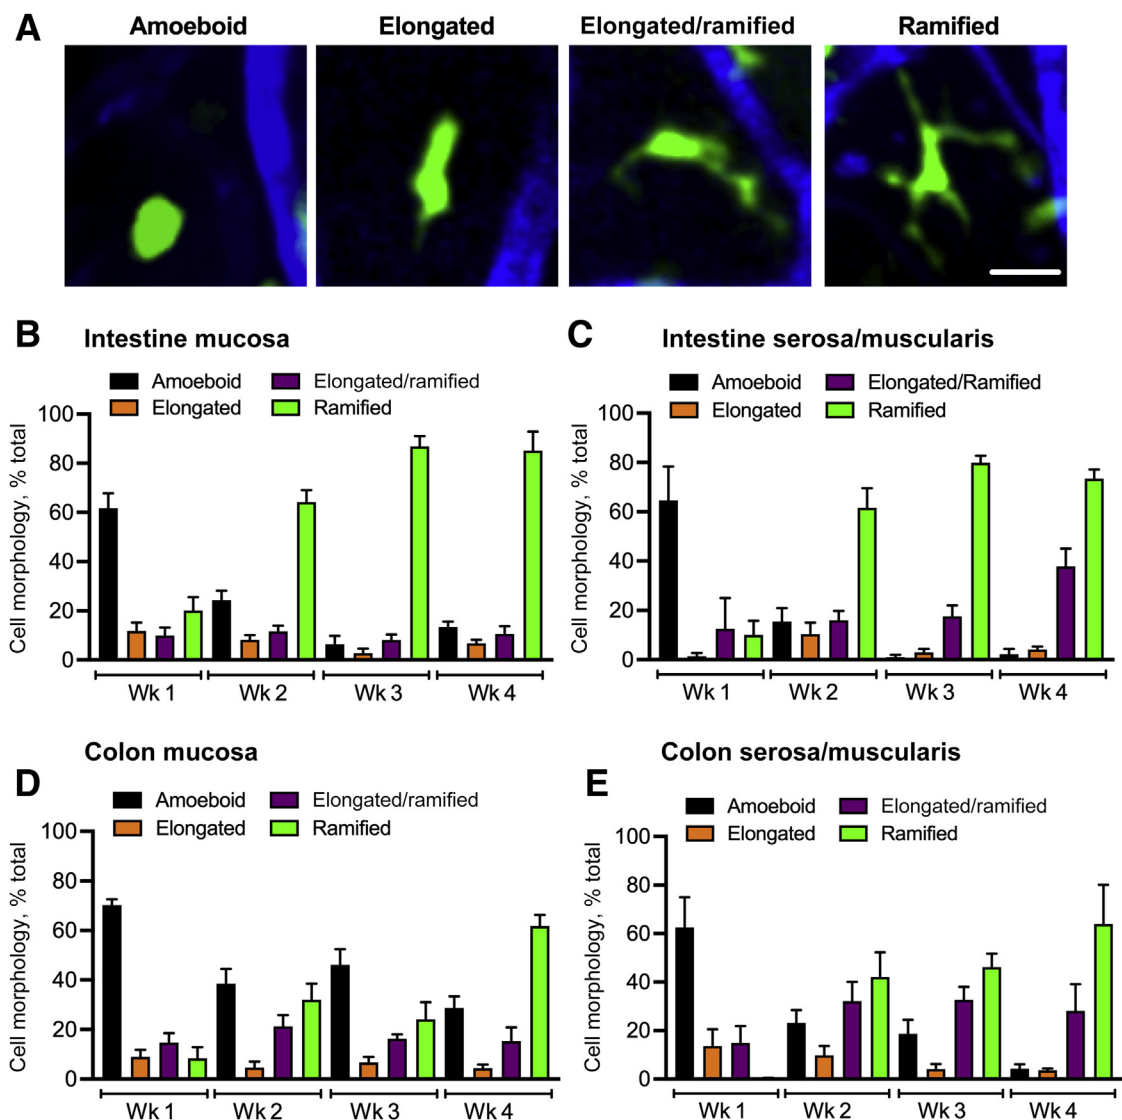 A
Amoeboid
Elongated
Elongated/ramified
Ramified
B
Intestine mucosa
Amoeboid
Elongated/ramified
Elongated
Ramified
Cell morphology, % total
100
80
60
40
20
0
Wk 1
Wk 2
Wk 3
Wk 4
C
Intestine serosa/muscularis
Amoeboid
Elongated/Ramified
Elongated
Ramified
Cell morphology, % total
100
80
60
40
20
0
Wk 1
Wk 2
Wk 3
Wk 4
D
Colon mucosa
Amoeboid
Elongated/ramified
Elongated
Ramified
Cell morphology, % total
100
80
60
40
20
0
Wk 1
Wk 2
Wk 3
Wk 4
E
Colon serosa/muscularis
Amoeboid
Elongated/ramified
Elongated
Ramified
Cell morphology, % total
100
80
60
40
20
0
Wk 1
Wk 2
Wk 3
Wk 4